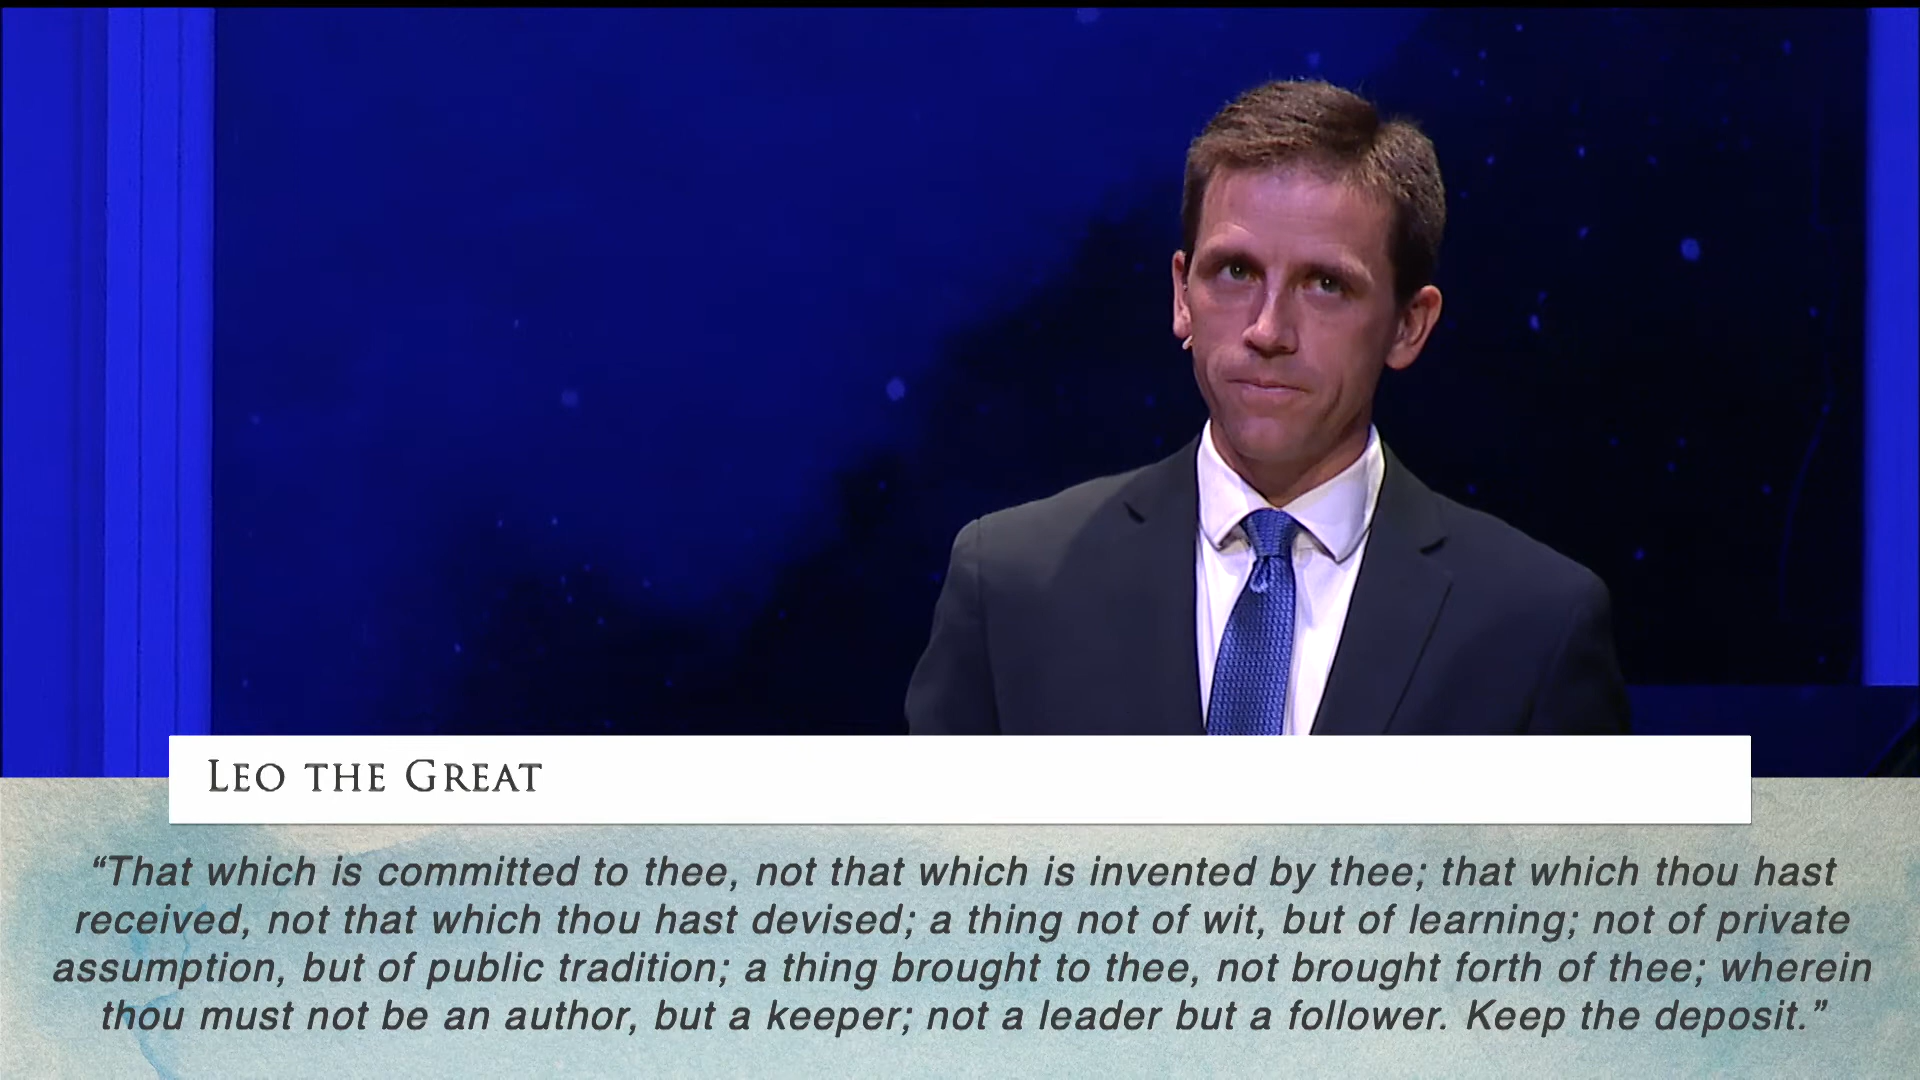 LEO THE GREAT
“That which is committed to thee, not that which is invented by thee; that which thou hast
received, not that which thou hast devised; a thing not of wit, but of learning; not of private
assumption, but of public tradition; a thing brought to thee, not brought forth of thee; wherein
thou must not be an author, but a keeper; not a leader but a follower. Keep the deposit.”